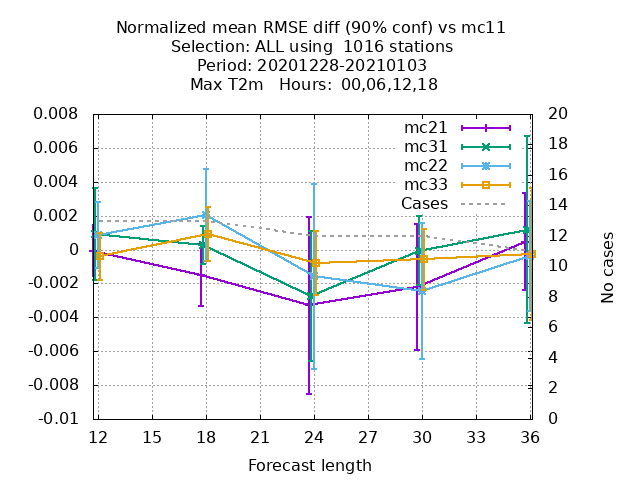 Normalized mean RMSE diff (90% conf) vs mc11
Selection: ALL using  1016 stations
Period: 20201228-20210103
Max T2m   Hours:  00,06,12,18
mc21
mc31
mc22
mc33
Cases
0.008
0.006
0.004
0.002
0
-0.002
-0.004
-0.006
-0.008
-0.01
20
18
16
14
12
10
8
6
4
2
0
No cases
12 15 18 21 24 27 30 33 36
Forecast length